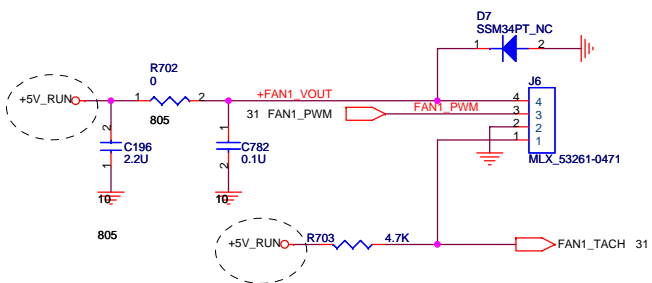 D7
SSM34PT_NC
1 2
R702
0
+5V_RUN 1 2 +FAN1_VOUT
805
J6
4 4
31 FAN1_PWM FAN1_PWM 3 3
2 2
1 1
MLX_53261-0471
2 C196 1
2.2U
1 C782 2
0.1U
10 10
805
+5V_RUN R703 4.7K FAN1_TACH 31